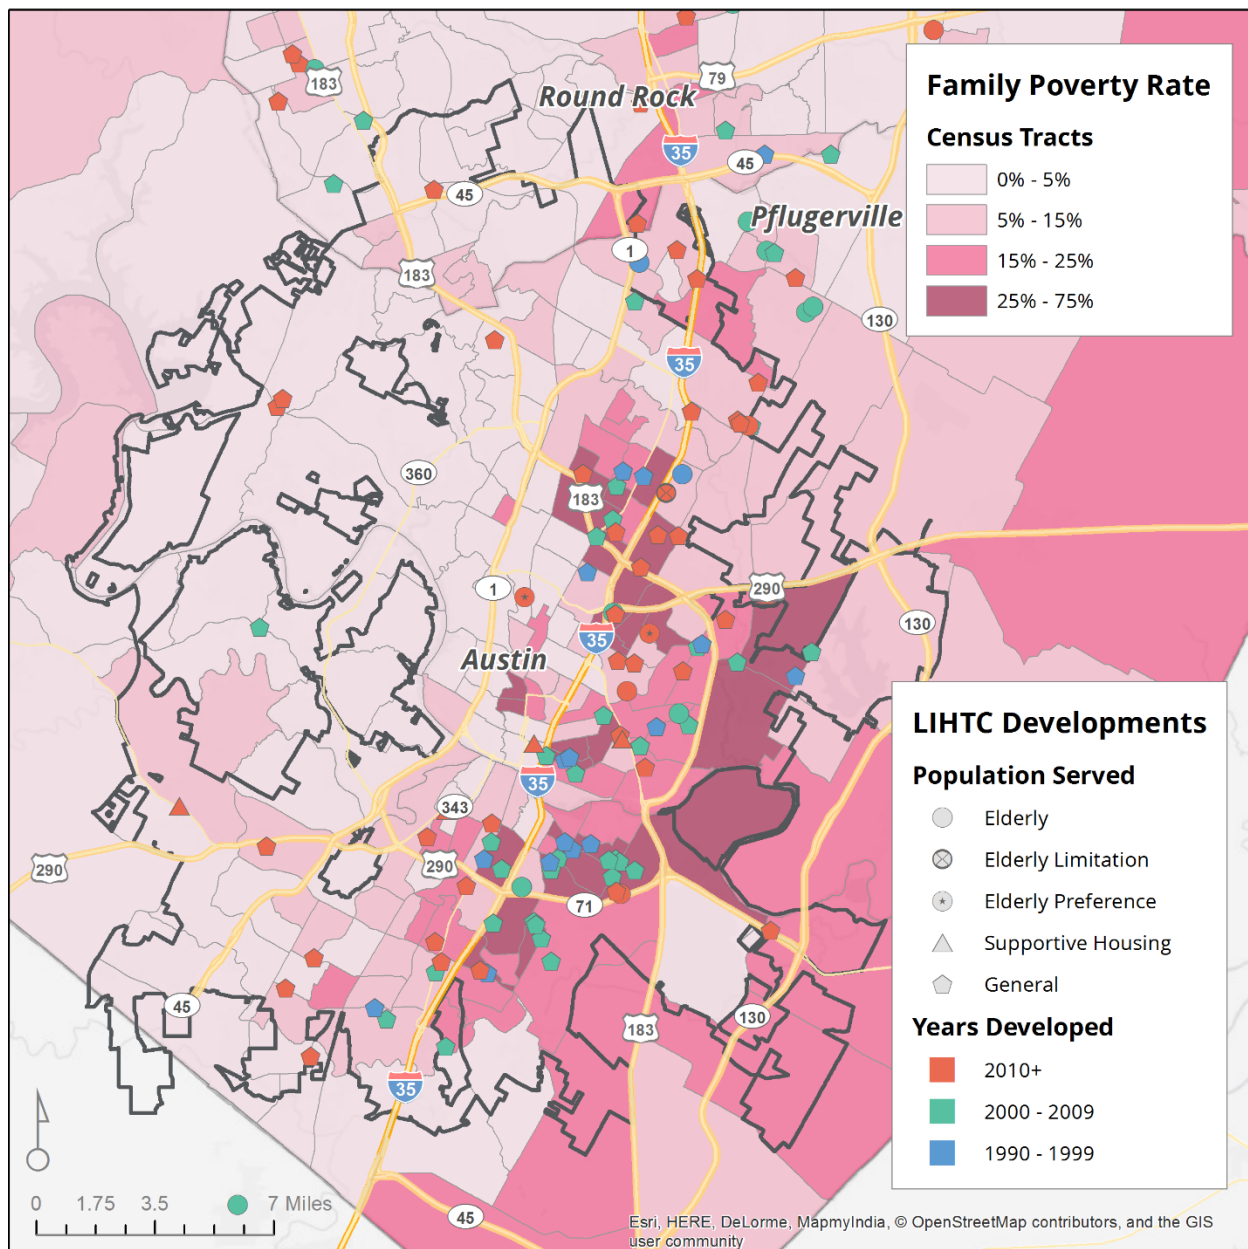 183
79
Round Rock
35
45
45
Pflugerville
1
183
130
35
360
183
1
290
130
35
Austin
35
343
290
290
71
45
183
130
35
45
Family Poverty Rate
Census Tracts
0% - 5%
5% - 15%
15% - 25%
25% - 75%
LIHTC Developments
Population Served
Elderly
Elderly Limitation
Elderly Preference
Supportive Housing
General
Years Developed
2010+
2000 - 2009
1990 - 1999
0 1.75 3.5 7 Miles
Esri, HERE, DeLorme, MapmyIndia, © OpenStreetMap contributors, and the GIS
user community